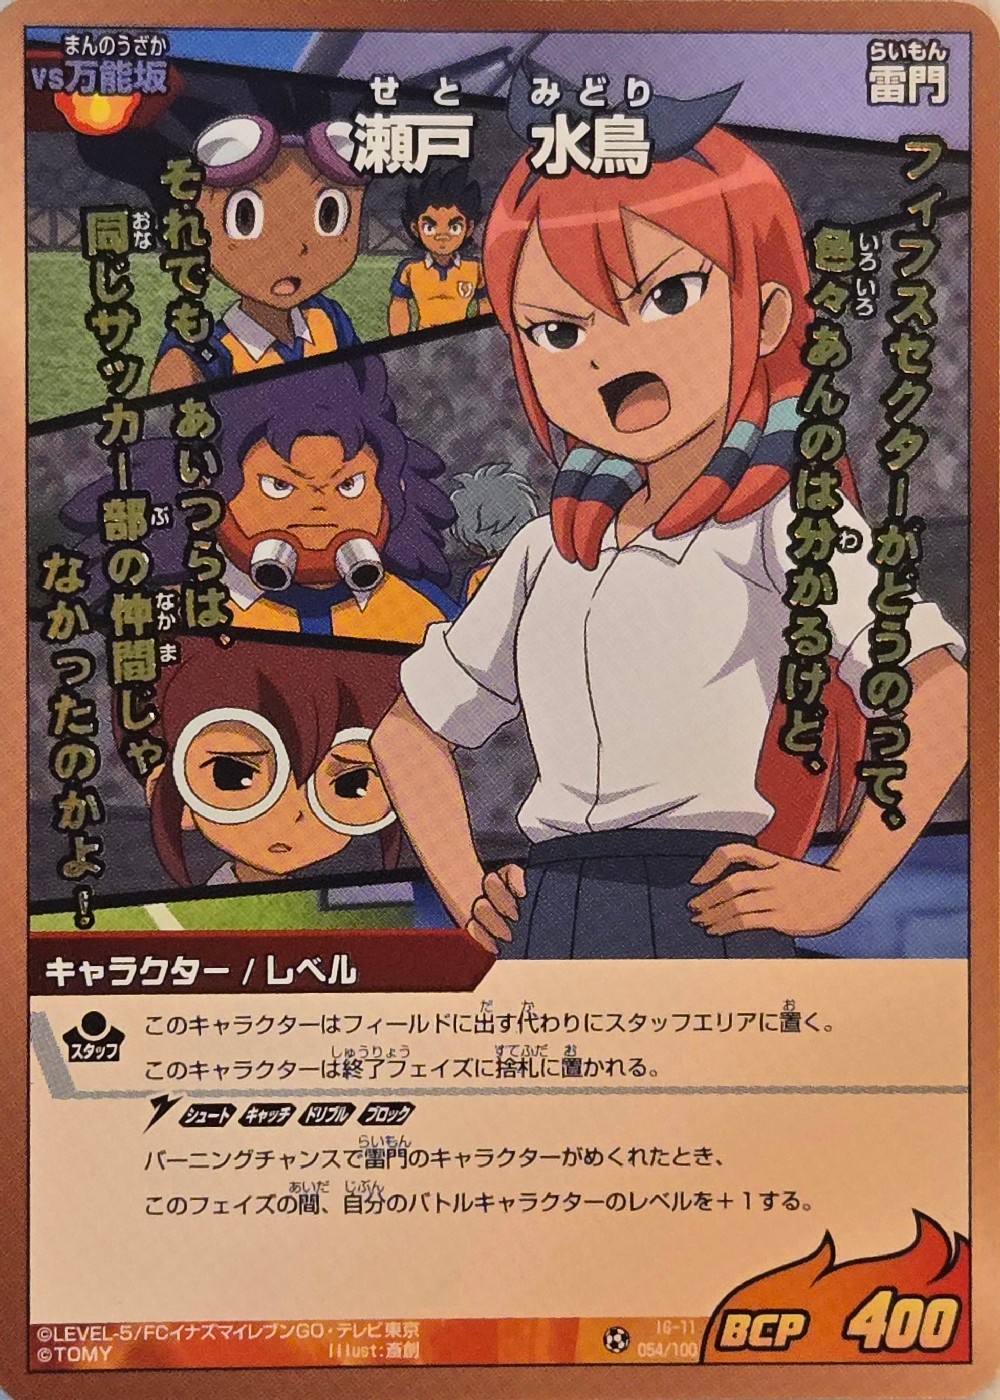 まんのうざか
vs万能坂
らいもん
雷門
せと みどり
瀬戸 水鳥
フィフスセクターがどうのって、
色々あんのは分かるけど、
それでも、あいつらは、
同じサッカー部の仲間じゃ
なかったのかよ!
キャラクター / レベル
スタッフ
このキャラクターはフィールドに出す代わりにスタッフエリアに置く。
このキャラクターは終了フェイズに捨札に置かれる。
シュート キャッチ ドリブル ブロック
バーニングチャンスで雷門のキャラクターがめくれたとき、
このフェイズの間、自分のバトルキャラクターのレベルを+1する。
BCP 400
©LEVEL-5/FCイナズマイレブンGO・テレビ東京
©TOMY
Illust:斎創
IG-11
054/100